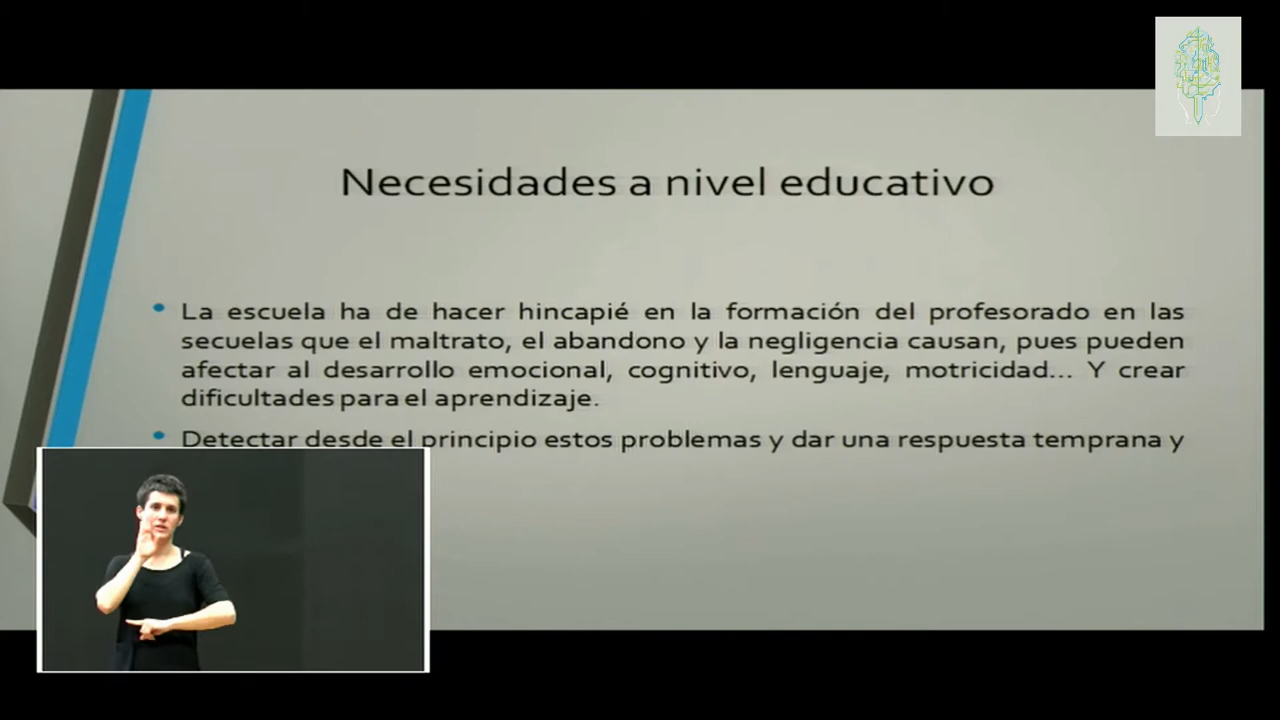 Necesidades a nivel educativo
La escuela ha de hacer hincapié en la formación del profesorado en las
secuelas que el maltrato, el abandono y la negligencia causan, pues pueden
afectar al desarrollo emocional, cognitivo, lenguaje, motricidad... Y crear
dificultades para el aprendizaje.
Detectar desde el principio estos problemas y dar una respuesta temprana y